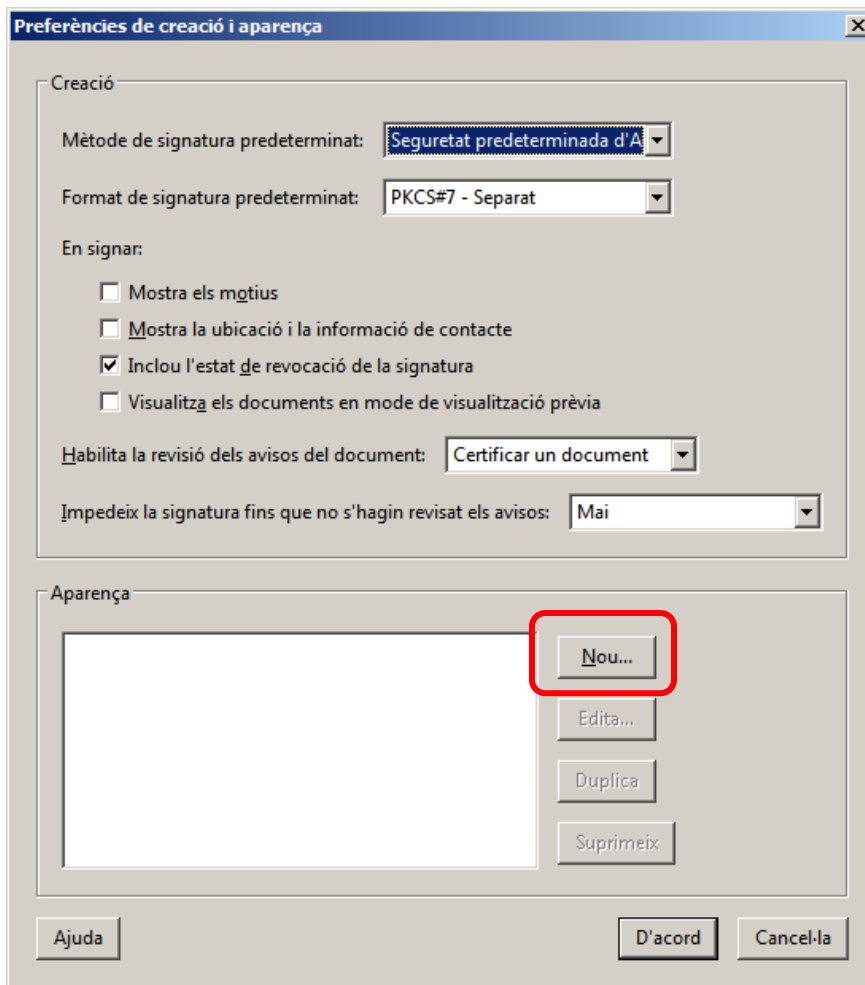 Preferències de creació i aparença
Creació
Mètode de signatura predeterminat: Seguretat predeterminada d'A
Format de signatura predeterminat: PKCS#7 - Separat
En signar:
Mostra els motius
Mostra la ubicació i la informació de contacte
Inclou l'estat de revocació de la signatura
Visualitza els documents en mode de visualització prèvia
Habilita la revisió dels avisos del document: Certificar un document
Impedeix la signatura fins que no s'hagin revisat els avisos: Mai
Aparença
Nou...
Edita...
Duplica
Suprimeix
Ajuda D'acord Cancel·la